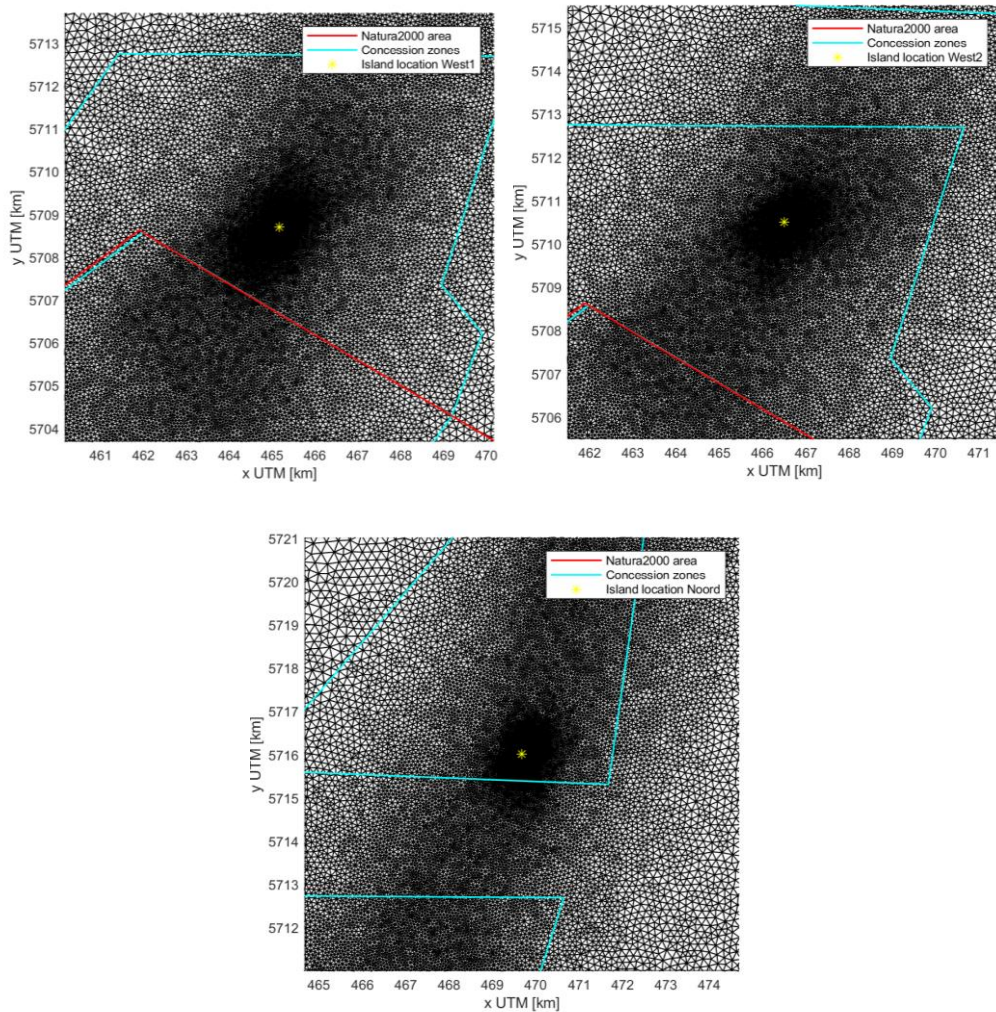 5713
5712
5711
5710
5709
5708
5707
5706
5705
5704
y UTM [km]
461 462 463 464 465 466 467 468 469 470
x UTM [km]
Natura2000 area
Concession zones
Island location West1
5715
5714
5713
5712
5711
5710
5709
5708
5707
5706
y UTM [km]
462 463 464 465 466 467 468 469 470 471
x UTM [km]
Natura2000 area
Concession zones
Island location West2
5721
5720
5719
5718
5717
5716
5715
5714
5713
5712
y UTM [km]
465 466 467 468 469 470 471 472 473 474
x UTM [km]
Natura2000 area
Concession zones
Island location Noord